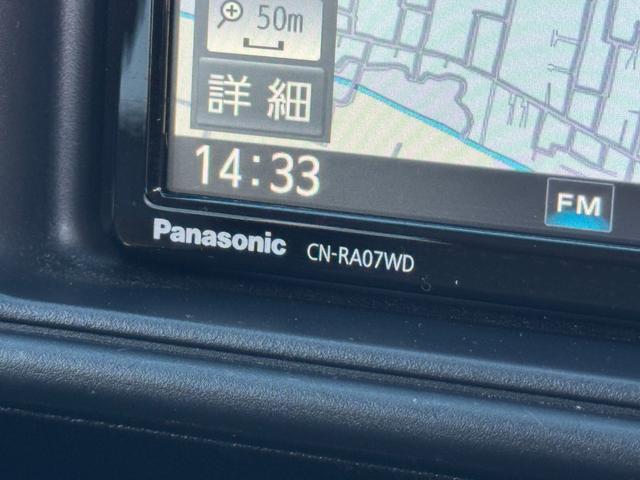 50m
詳細
14:33
FM
Panasonic CN-RA07WD